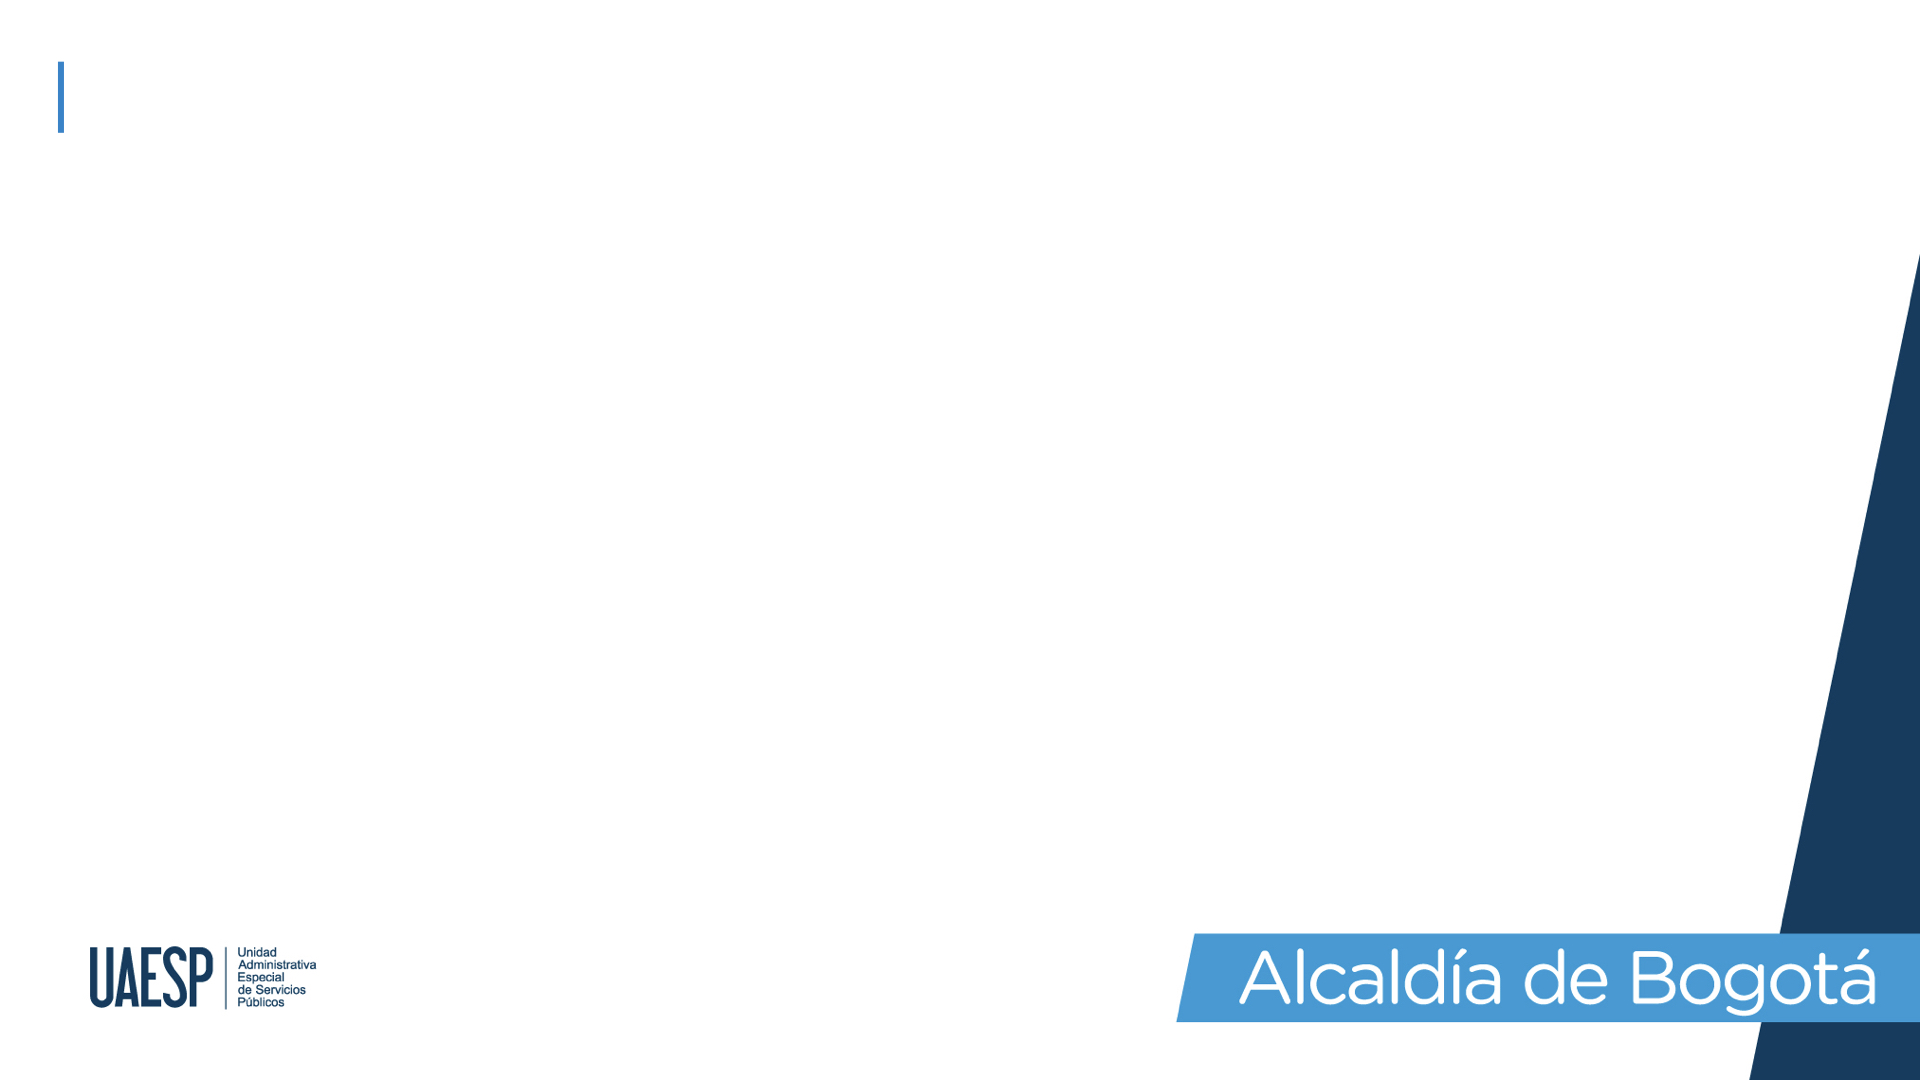 UAESP
Unidad
Administrativa
Especial
de Servicios
Públicos
Alcaldía de Bogotá